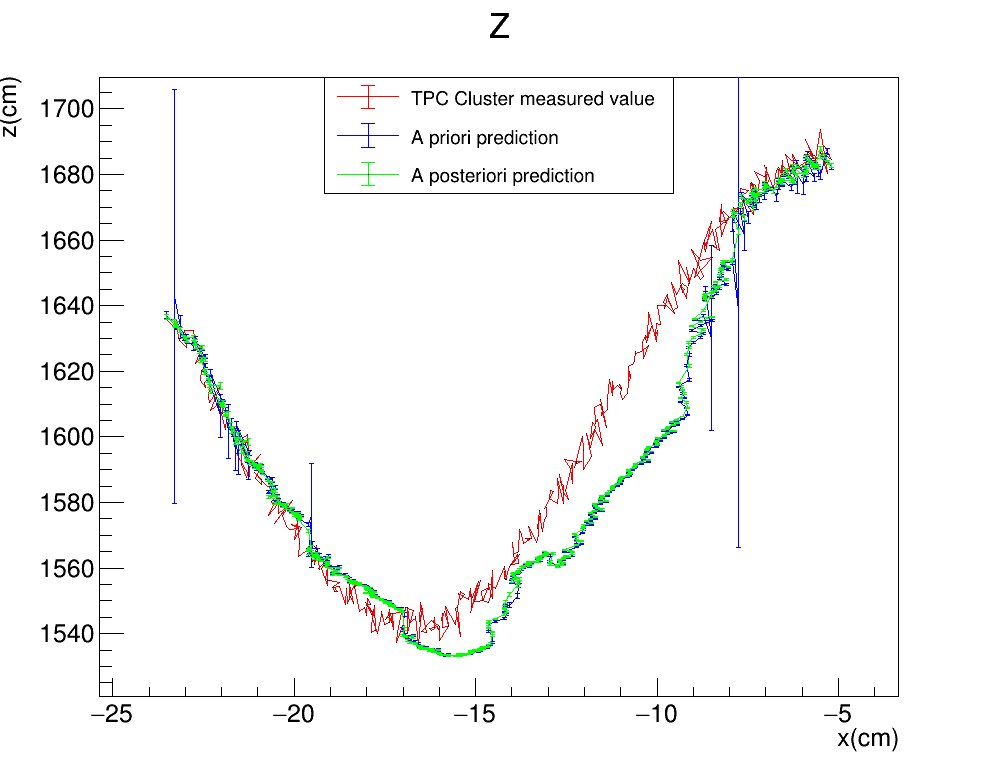 Z
z(cm)
1700
1680
1660
1640
1620
1600
1580
1560
1540
TPC Cluster measured value
A priori prediction
A posteriori prediction
−25 −20 −15 −10 −5
x(cm)